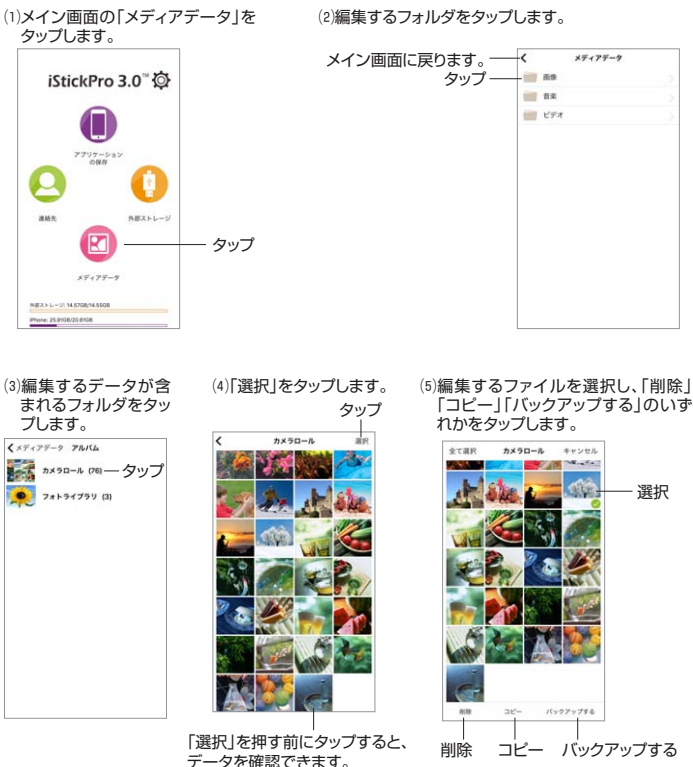 (1)メイン画面の「メディアデータ」を
タップします。
iStickPro 3.0™
アプリケーション
の保存
連絡先
外部ストレージ
メディアデータ
タップ
外部ストレージ: 14.57GB/14.55GB
iPhone: 25.91GB/20.81GB
(2)編集するフォルダをタップします。
メイン画面に戻ります。
タップ
メディアデータ
画像
音楽
ビデオ
(3)編集するデータが含
まれるフォルダをタッ
プします。
メディアデータ アルバム
カメラロール (76)
タップ
フォトライブラリ (3)
(4)「選択」をタップします。
タップ
カメラロール 選択
「選択」を押す前にタップすると、
データを確認できます。
(5)編集するファイルを選択し、「削除」
「コピー」「バックアップする」のいず
れかをタップします。
全て選択 カメラロール キャンセル
選択
削除 コピー バックアップする
削除 コピー バックアップする